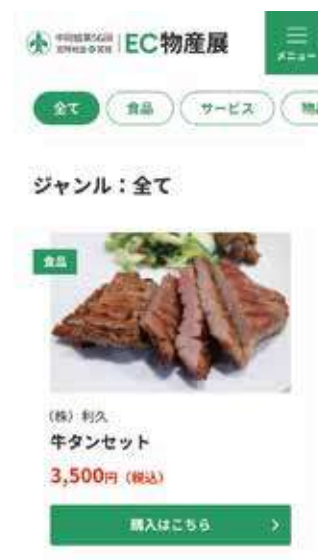 EC物産展
メニュー
全て
食品
サービス
ジャンル：全て
食品
（株）利久
牛タンセット
3,500円（税込）
購入はこちら